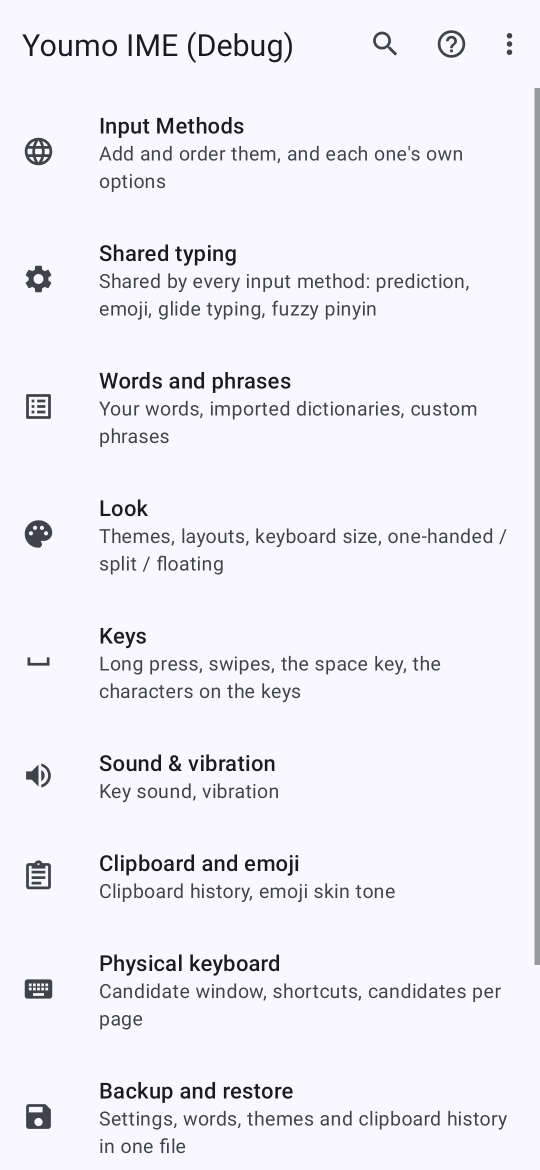 Youmo IME (Debug)
Input Methods
Add and order them, and each one's own
options
Shared typing
Shared by every input method: prediction,
emoji, glide typing, fuzzy pinyin
Words and phrases
Your words, imported dictionaries, custom
phrases
Look
Themes, layouts, keyboard size, one-handed /
split / floating
Keys
Long press, swipes, the space key, the
characters on the keys
Sound & vibration
Key sound, vibration
Clipboard and emoji
Clipboard history, emoji skin tone
Physical keyboard
Candidate window, shortcuts, candidates per
page
Backup and restore
Settings, words, themes and clipboard history
in one file